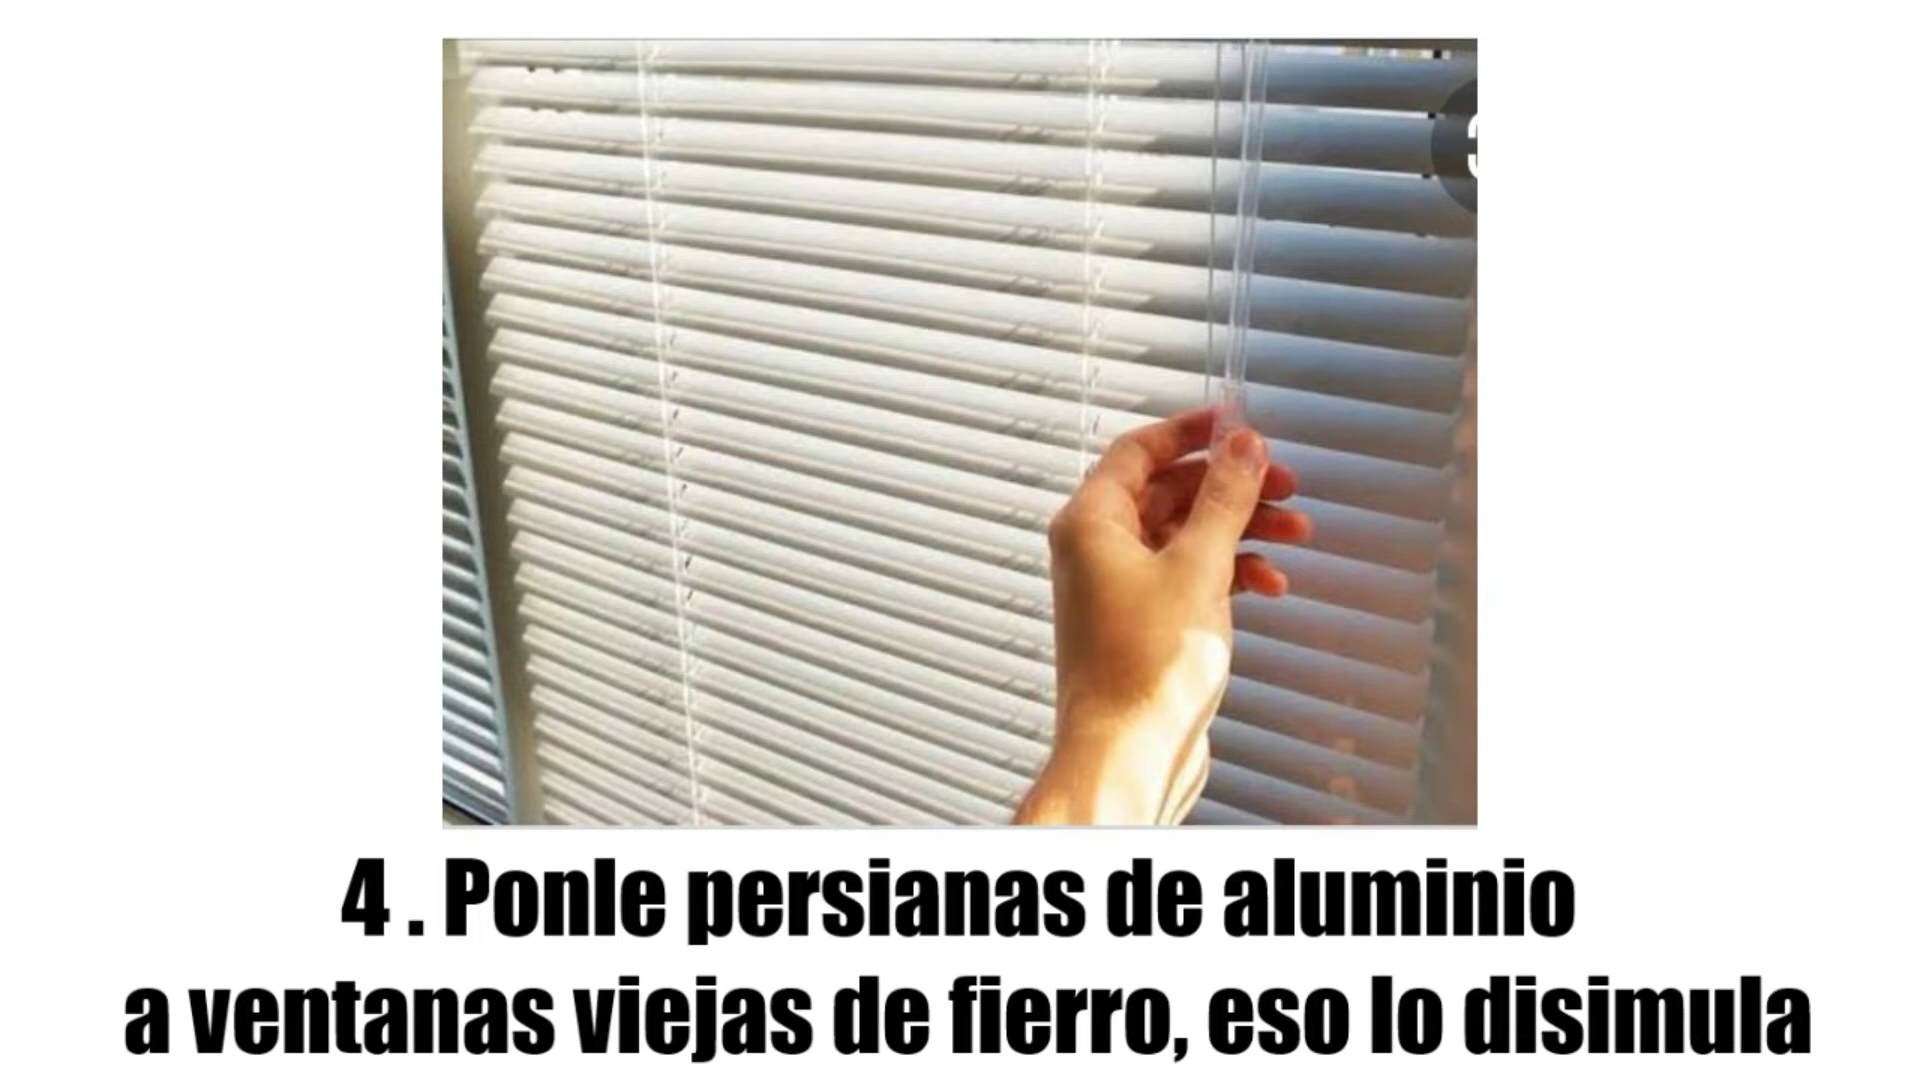 4 . Ponle persianas de aluminio
a ventanas viejas de fierro, eso lo disimula